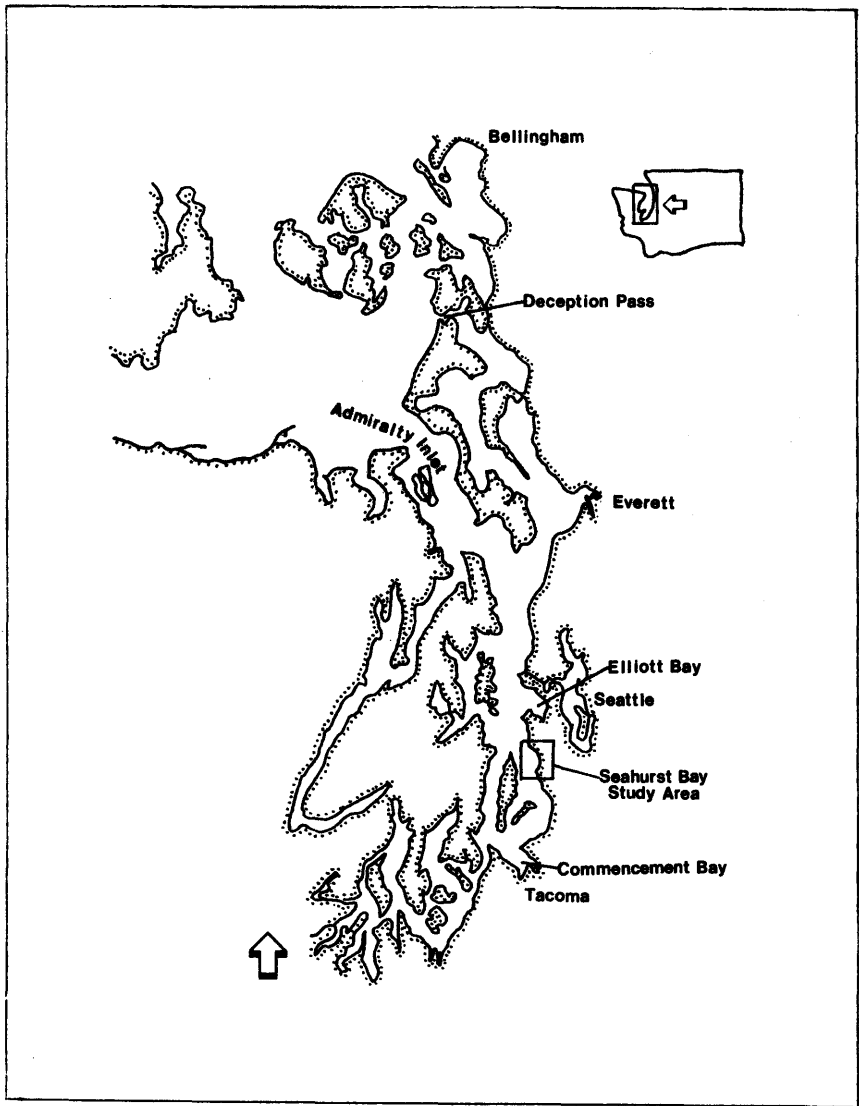 Bellingham
Deception Pass
Admiralty Inlet
Everett
Elliott Bay
Seattle
Seahurst Bay
Study Area
Commencement Bay
Tacoma